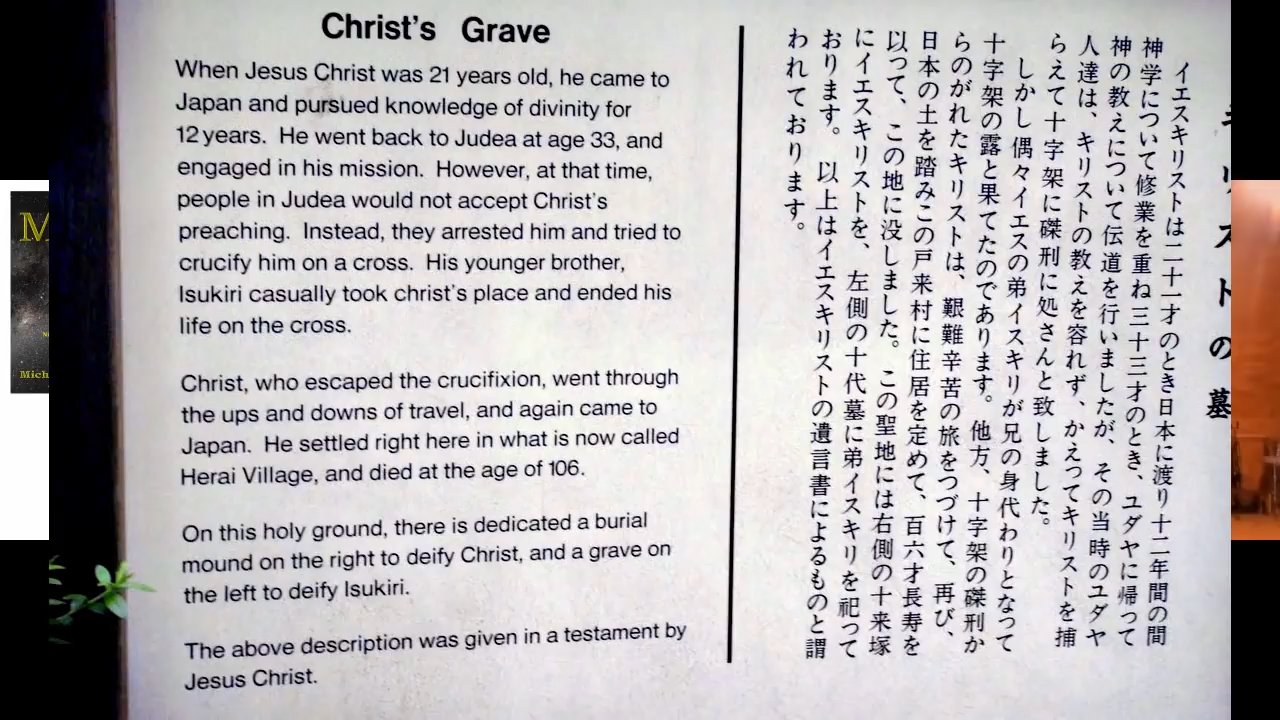 Christ's Grave
When Jesus Christ was 21 years old, he came to
Japan and pursued knowledge of divinity for
12 years. He went back to Judea at age 33, and
engaged in his mission. However, at that time,
people in Judea would not accept Christ's
preaching. Instead, they arrested him and tried to
crucify him on a cross. His younger brother,
Isukiri casually took christ's place and ended his
life on the cross.
Christ, who escaped the crucifixion, went through
the ups and downs of travel, and again came to
Japan. He settled right here in what is now called
Herai Village, and died at the age of 106.
On this holy ground, there is dedicated a burial
mound on the right to deify Christ, and a grave on
the left to deify Isukiri.
The above description was given in a testament by
Jesus Christ.
キリストの墓
イエスキリストは二十一才のとき日本に渡り十二年間の間
神学について修業を重ね三十三才のとき、ユダヤに帰って
神の教えについて伝道を行いましたが、その当時のユダヤ
人達は、キリストの教えを容れず、かえってキリストを捕
らえて十字架に磔刑に処さんと致しました。
しかし偶々イエスの弟イスキリが兄の身代わりとなって
十字架の露と果てたのであります。他方、十字架の磔刑か
らのがれたキリストは、艱難辛苦の旅をつづけて、再び、
日本の土を踏みこの戸来村に住居を定めて、百六才長寿を
以って、この地に没しました。この聖地には右側の十来塚
にイエスキリストを、左側の十代墓に弟イスキリを祀って
おります。以上はイエスキリストの遺言書によるものと謂
われております。
M
Mich